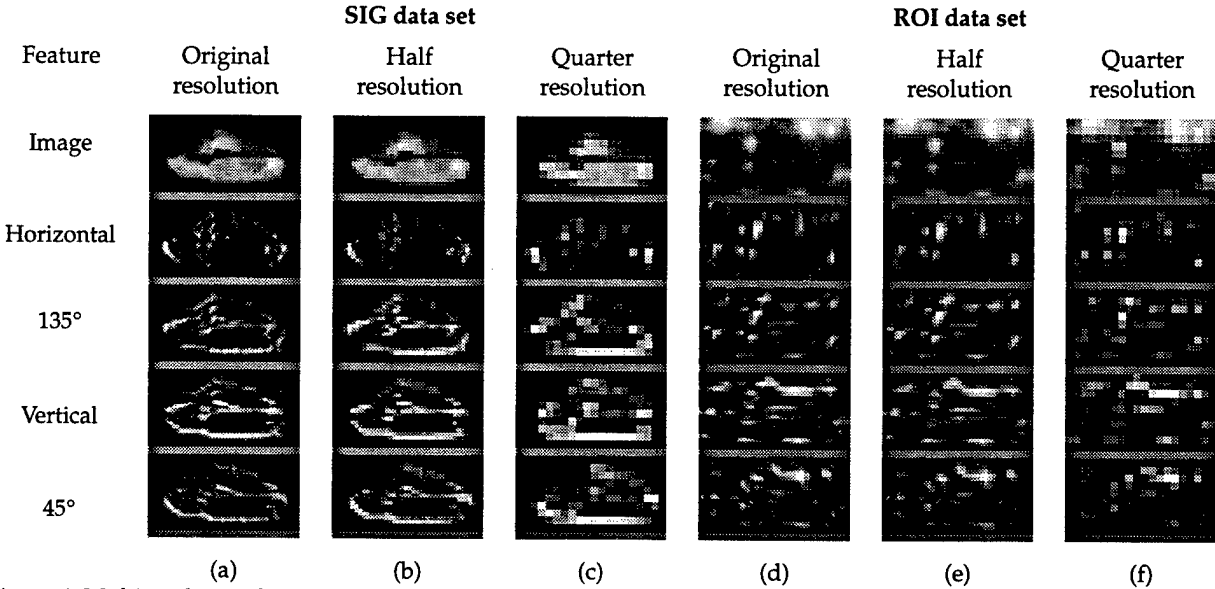 SIG data set ROI data set
Feature Original resolution Half resolution Quarter resolution Original resolution Half resolution Quarter resolution
Image
Horizontal
135°
Vertical
45°
(a) (b) (c) (d) (e) (f)